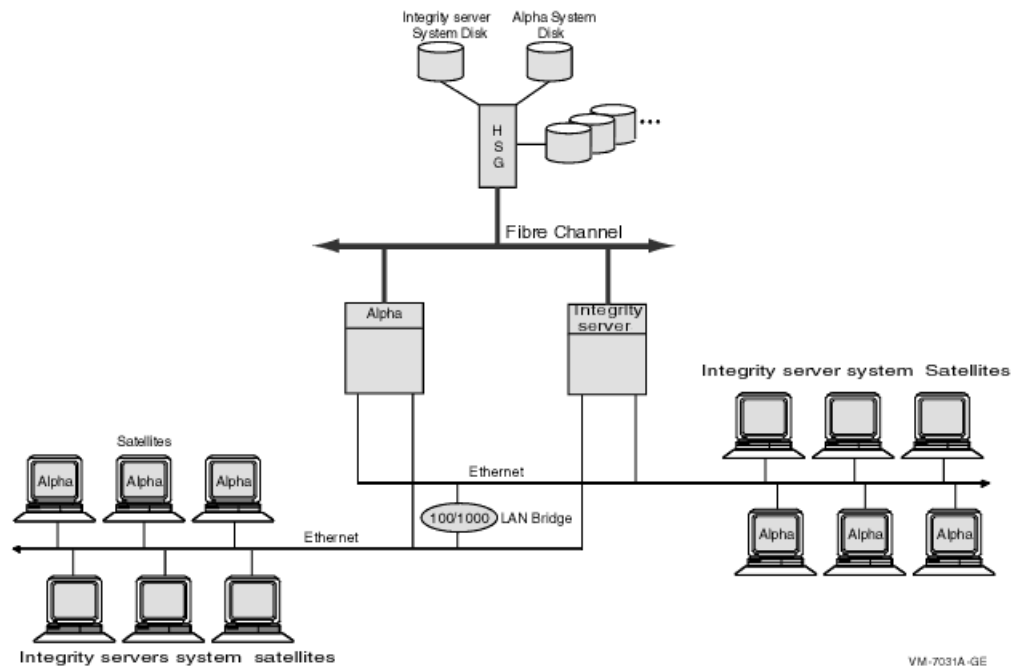 Integrity server
System Disk
Alpha System
Disk
H
S
G
...
Fibre Channel
Alpha
Integrity
server
Integrity server system Satellites
Satellites
Alpha
Alpha
Alpha
Ethernet
100/1000 LAN Bridge
Ethernet
Alpha
Alpha
Alpha
Integrity servers system satellites
VM-7031A-GE